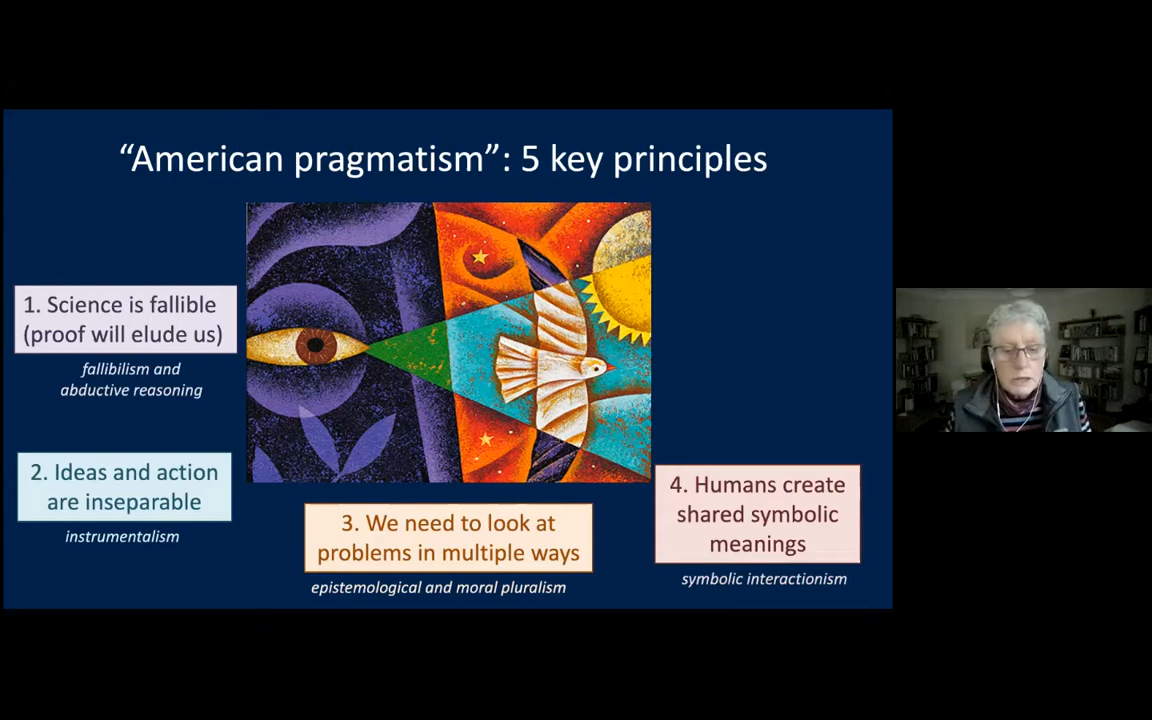 “American pragmatism”: 5 key principles
1. Science is fallible
(proof will elude us)
fallibilism and
abductive reasoning
2. Ideas and action
are inseparable
instrumentalism
3. We need to look at
problems in multiple ways
epistemological and moral pluralism
4. Humans create
shared symbolic
meanings
symbolic interactionism